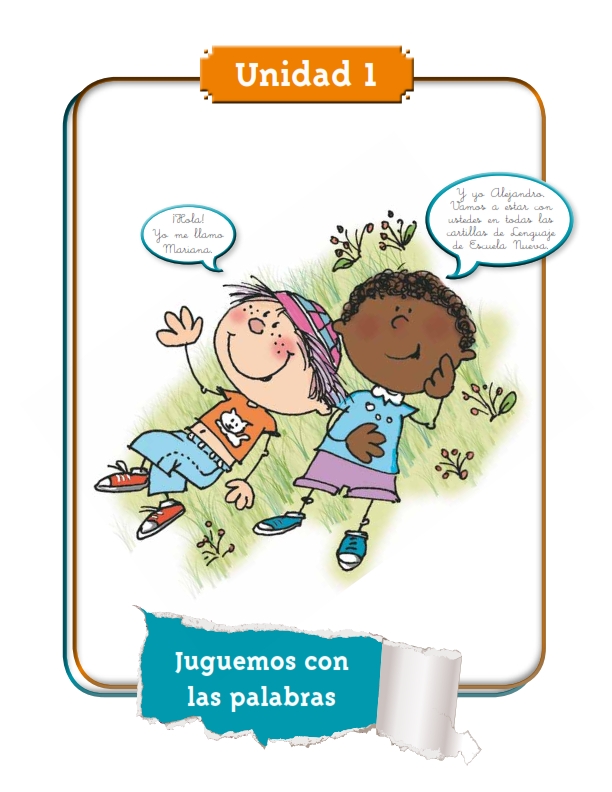 Unidad 1
¡Hola!
Yo me llamo
Mariana.
Y yo Alejandro.
Vamos a estar con
ustedes en todas las
cartillas de Lenguaje
de Escuela Nueva.
Juguemos con
las palabras